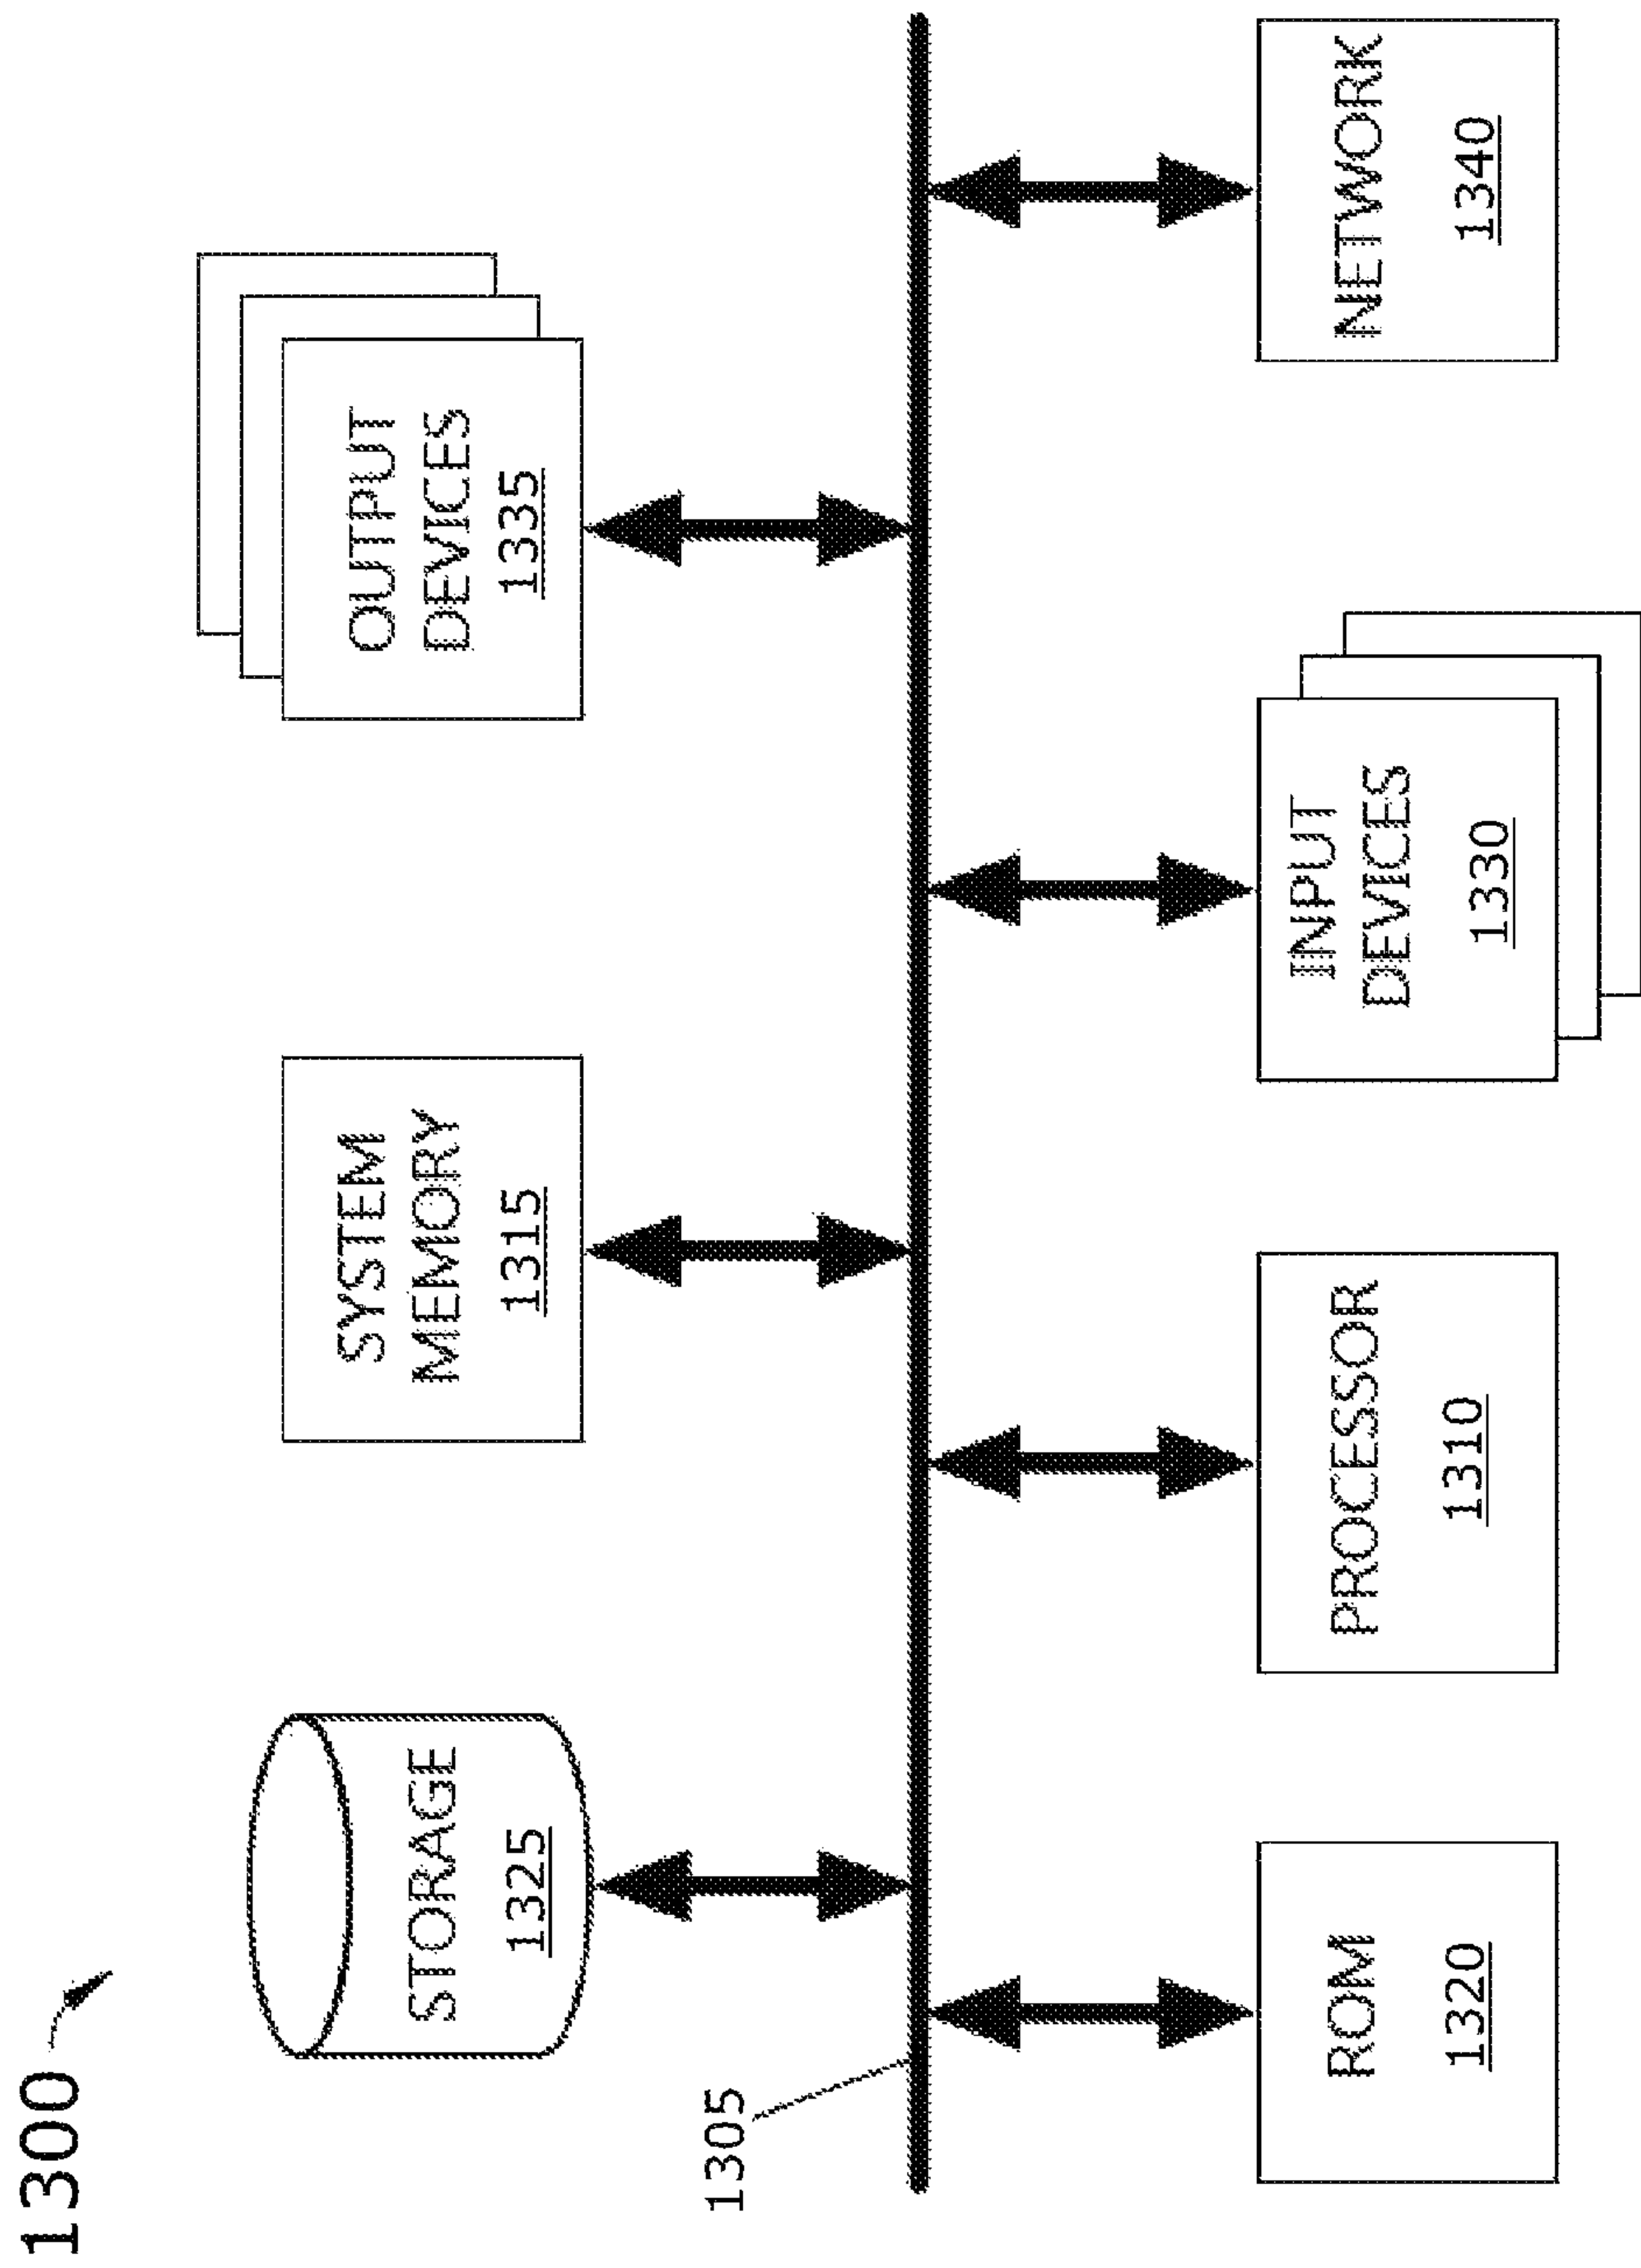 1300
STORAGE
1325
SYSTEM
MEMORY
1315
OUTPUT
DEVICES
1335
1305
ROM
1320
PROCESSOR
1310
INPUT
DEVICES
1330
NETWORK
1340